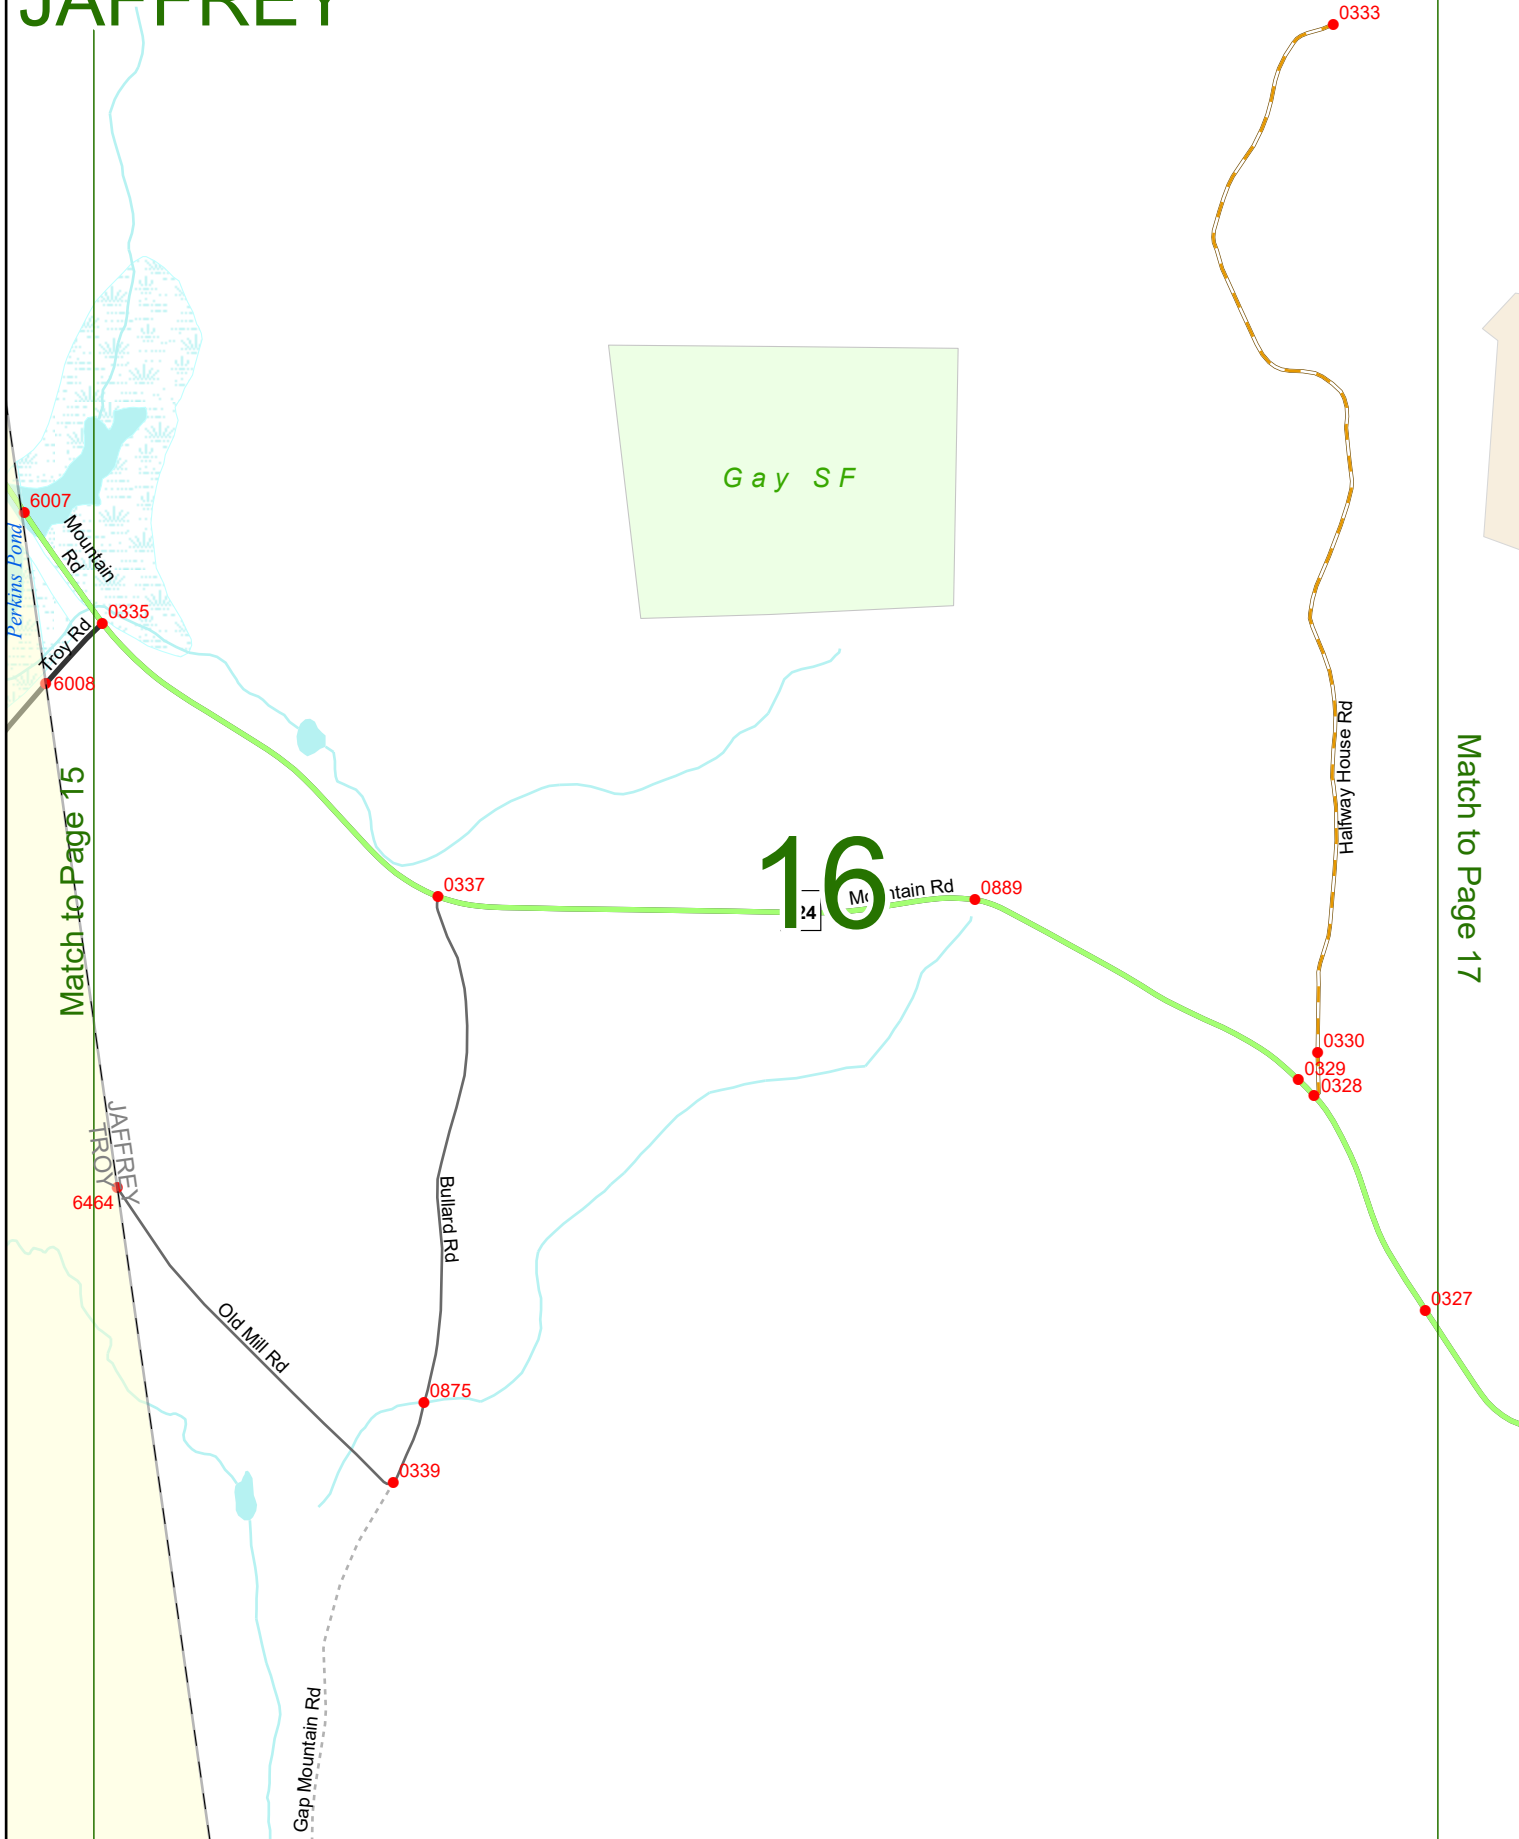 JAFFREY
0333
Gay SF
6007
Mountain
Rd
Perkins Pond
0335
Troy Rd
6008
Halfway House Rd
Match to Page 15
Match to Page 17
16
0337
24
Mountain Rd
0889
0330
0329
0328
JAFFREY
TROY
6464
Bullard Rd
0327
Old Mill Rd
0875
0339
Gap Mountain Rd